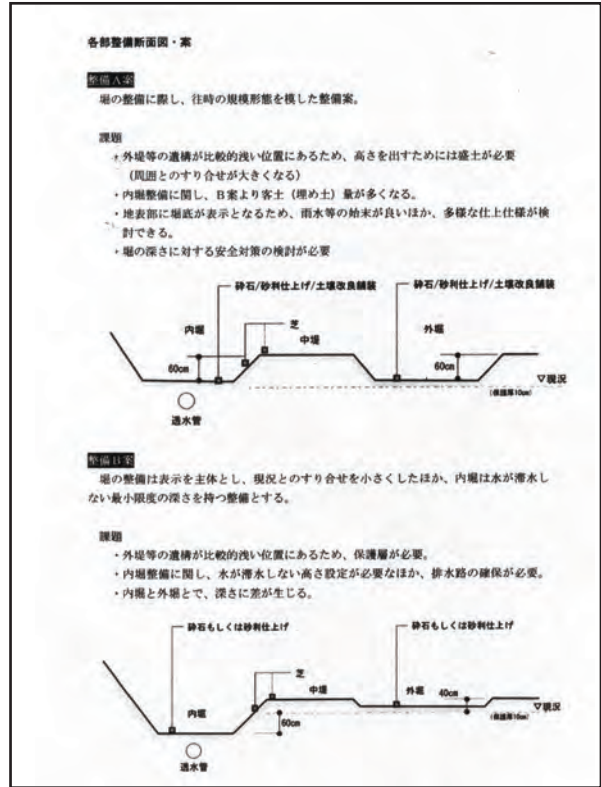 各部整備断面図・案
整備A案
堀の整備に際し、往時の規模形態を模した整備案。
課題
・外堤等の遺構が比較的浅い位置にあるため、高さを出すためには盛土が必要
（周囲とのすり合せが大きくなる）
・内堀整備に関し、B案より客土（埋め土）量が多くなる。
・地表部に堀底が表示となるため、雨水等の始末が良いほか、多様な仕上仕様が検
討できる。
・堀の深さに対する安全対策の検討が必要
砕石/砂利仕上げ/土壌改良舗装
砕石/砂利仕上げ/土壌改良舗装
内堀
芝
中堤
外堀
60cm
60cm
▽現況
(保護厚10cm)
透水管
整備B案
堀の整備は表示を主体とし、現況とのすり合せを小さくしたほか、内堀は水が滞水し
ない最小限度の深さを持つ整備とする。
課題
・外堤等の遺構が比較的浅い位置にあるため、保護層が必要。
・内堀整備に関し、水が滞水しない高さ設定が必要なほか、排水路の確保が必要。
・内堀と外堀とで、深さに差が生じる。
砕石もしくは砂利仕上げ
砕石もしくは砂利仕上げ
芝
内堀
中堤
外堀
40cm
▽現況
60cm
(保護厚10cm)
透水管